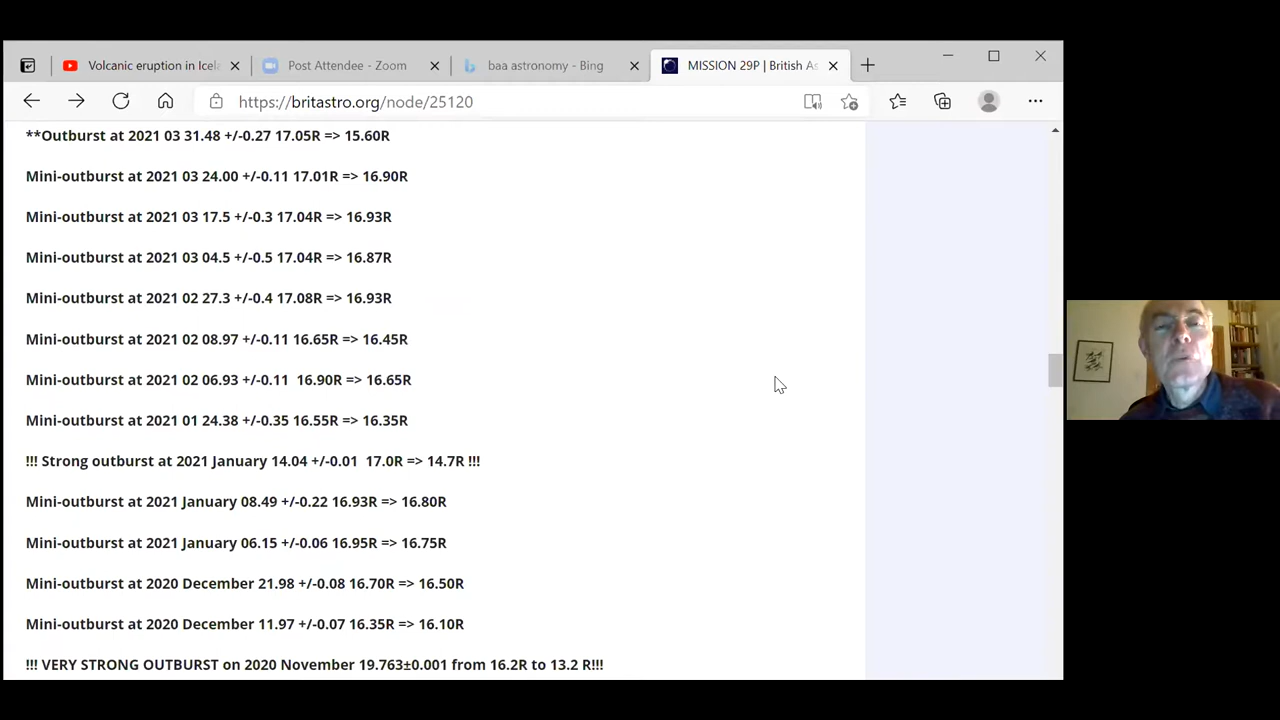 Volcanic eruption in Icela
Post Attendee - Zoom
baa astronomy - Bing
MISSION 29P | British As
https://britastro.org/node/25120
**Outburst at 2021 03 31.48 +/-0.27 17.05R => 15.60R
Mini-outburst at 2021 03 24.00 +/-0.11 17.01R => 16.90R
Mini-outburst at 2021 03 17.5 +/-0.3 17.04R => 16.93R
Mini-outburst at 2021 03 04.5 +/-0.5 17.04R => 16.87R
Mini-outburst at 2021 02 27.3 +/-0.4 17.08R => 16.93R
Mini-outburst at 2021 02 08.97 +/-0.11 16.65R => 16.45R
Mini-outburst at 2021 02 06.93 +/-0.11  16.90R => 16.65R
Mini-outburst at 2021 01 24.38 +/-0.35 16.55R => 16.35R
!!! Strong outburst at 2021 January 14.04 +/-0.01  17.0R => 14.7R !!!
Mini-outburst at 2021 January 08.49 +/-0.22 16.93R => 16.80R
Mini-outburst at 2021 January 06.15 +/-0.06 16.95R => 16.75R
Mini-outburst at 2020 December 21.98 +/-0.08 16.70R => 16.50R
Mini-outburst at 2020 December 11.97 +/-0.07 16.35R => 16.10R
!!! VERY STRONG OUTBURST on 2020 November 19.763±0.001 from 16.2R to 13.2 R!!!